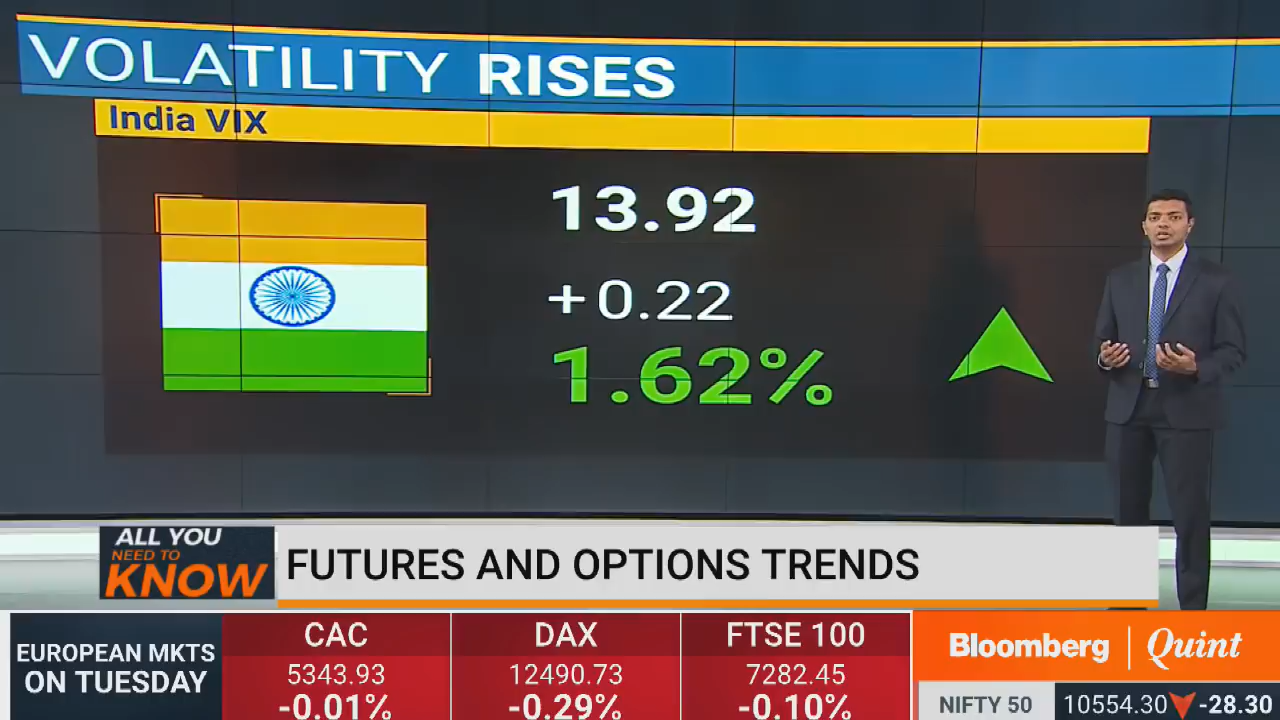 VOLATILITY RISES
India VIX
13.92
+0.22
1.62%
ALL YOU
NEED TO
KNOW
FUTURES AND OPTIONS TRENDS
EUROPEAN MKTS
ON TUESDAY
CAC
5343.93
-0.01%
DAX
12490.73
-0.29%
FTSE 100
7282.45
-0.10%
Bloomberg | Quint
NIFTY 50
10554.30
-28.30